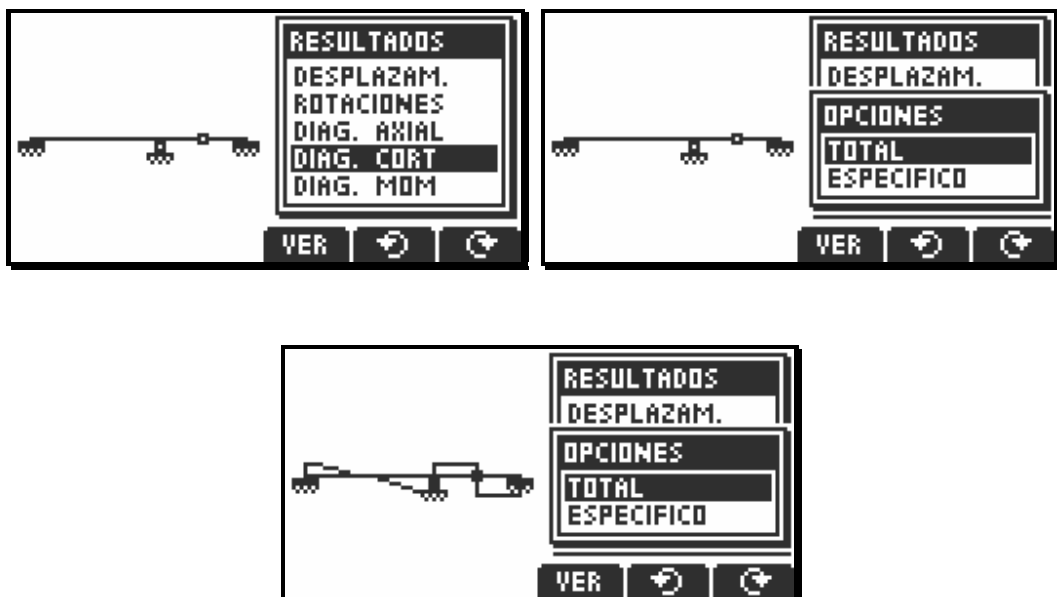 RESULTADOS
DESPLAZAM.
ROTACIONES
DIAG. AXIAL
DIAG. CORT
DIAG. MOM
VER
RESULTADOS
DESPLAZAM.
OPCIONES
TOTAL
ESPECIFICO
VER
RESULTADOS
DESPLAZAM.
OPCIONES
TOTAL
ESPECIFICO
VER